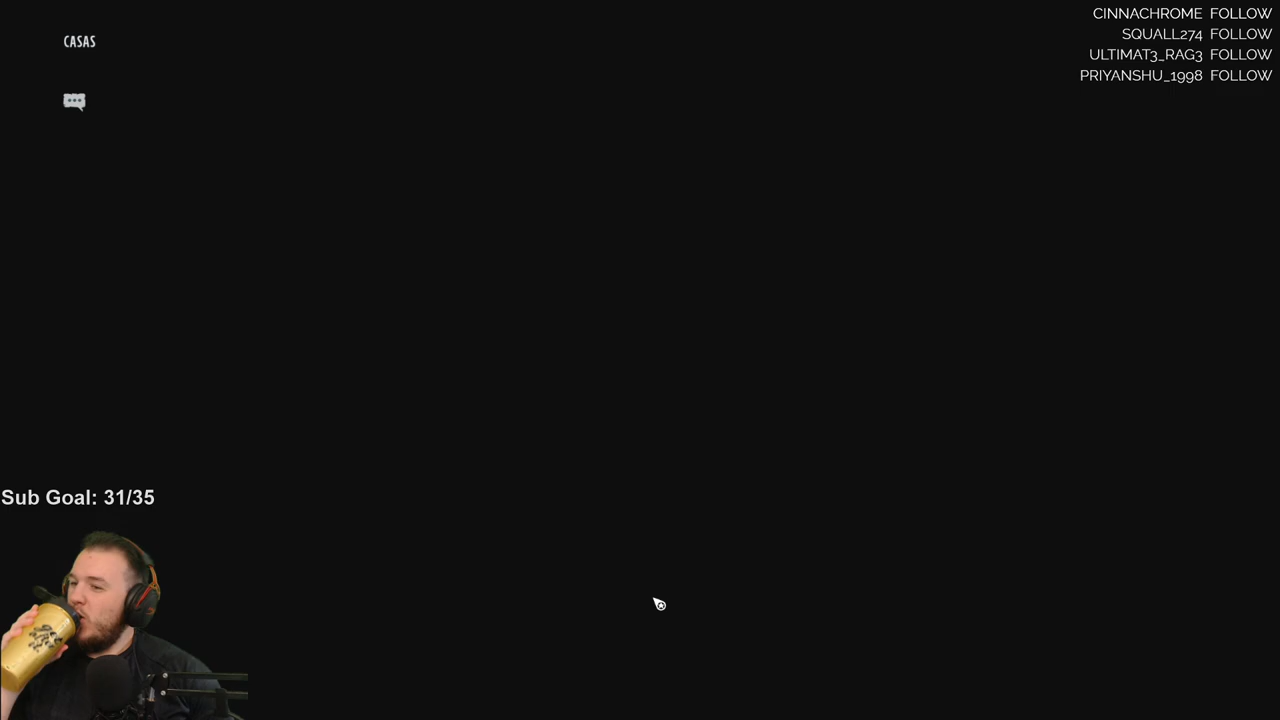 CASAS
CINNACHROME FOLLOW
SQUALL274 FOLLOW
ULTIMAT3_RAG3 FOLLOW
PRIYANSHU_1998 FOLLOW
Sub Goal: 31/35